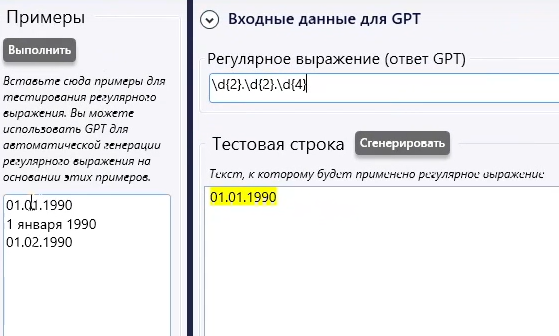 Примеры
Выполнить
Вставьте сюда примеры для
тестирования регулярного
выражения. Вы можете
использовать GPT для
автоматической генерации
регулярного выражения на
основании этих примеров.
01.01.1990
1 января 1990
01.02.1990
Входные данные для GPT
Регулярное выражение (ответ GPT)
\d{2}.\d{2}.\d{4}
Тестовая строка
Сгенерировать
Текст, к которому будет применено регулярное выражение
01.01.1990